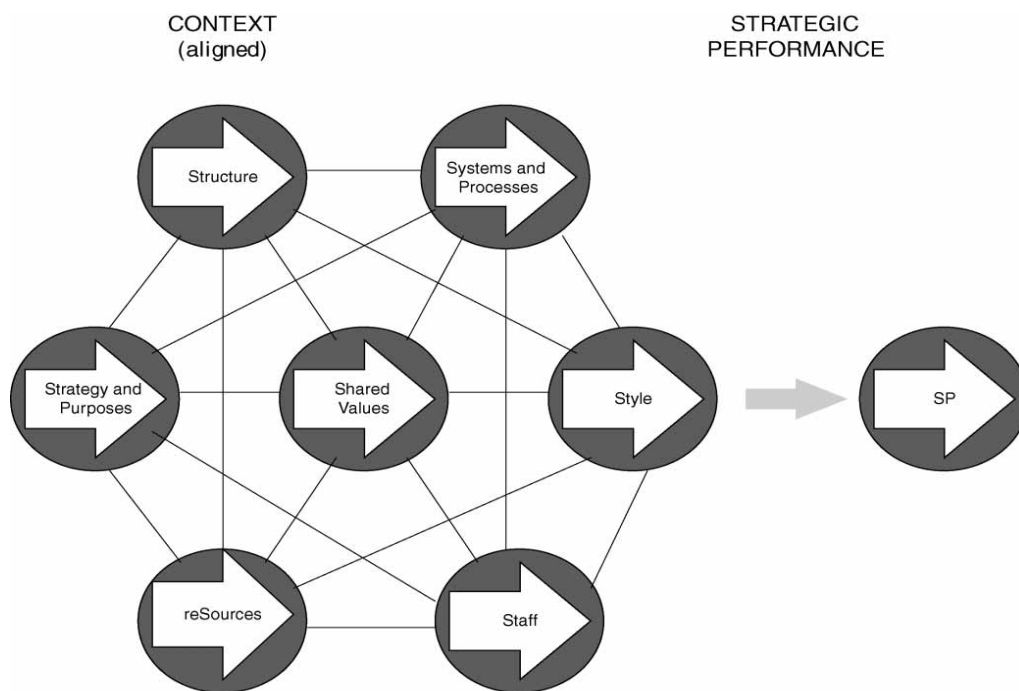 CONTEXT
(aligned)
STRATEGIC
PERFORMANCE
Structure
Systems and
Processes
Strategy and
Purposes
Shared
Values
Style
SP
reSources
Staff